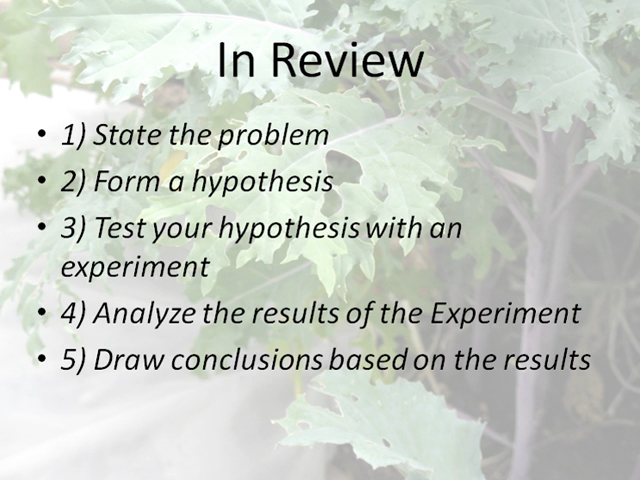 In Review
• 1) State the problem
• 2) Form a hypothesis
• 3) Test your hypothesis with an
experiment
• 4) Analyze the results of the Experiment
• 5) Draw conclusions based on the results